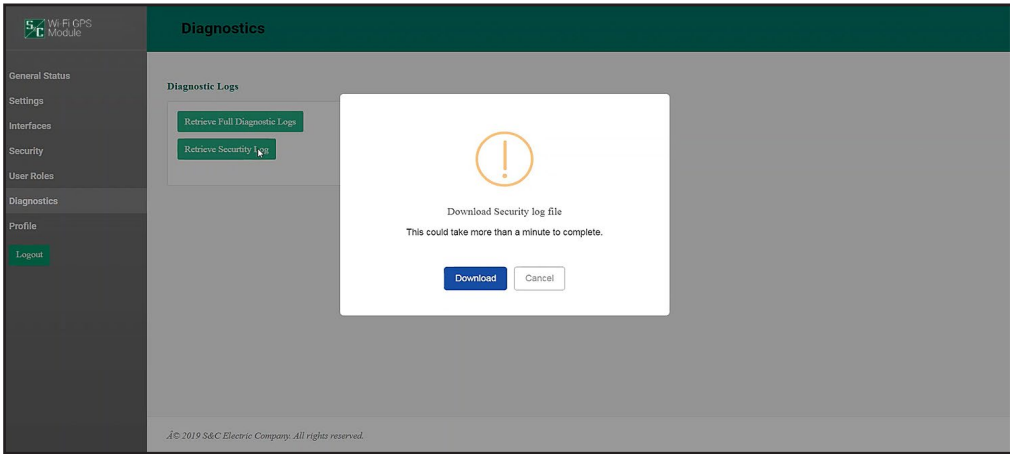 S&C Wi-Fi GPS
Module
Diagnostics
General Status
Settings
Interfaces
Security
User Roles
Diagnostics
Profile
Logout
Diagnostic Logs
Retrieve Full Diagnostic Logs
Retrieve Securtity Log
Download Security log file
This could take more than a minute to complete.
Download Cancel
© 2019 S&C Electric Company. All rights reserved.